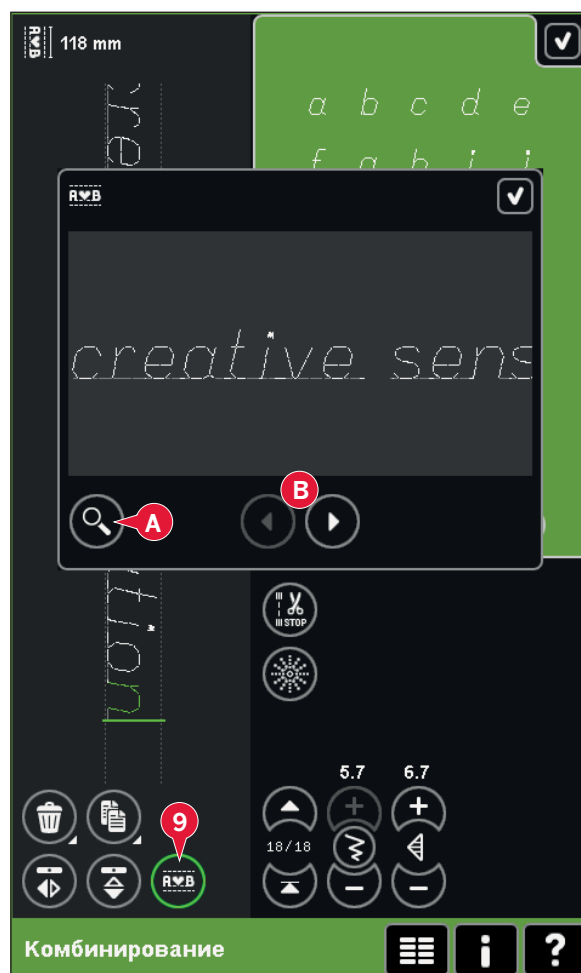 A♥B 118 mm
a b c d e
f g h i j
A♥B
creative sens
B
A
STOP
5.7 6.7
9
18/18
A♥B
Комбинирование
i ?